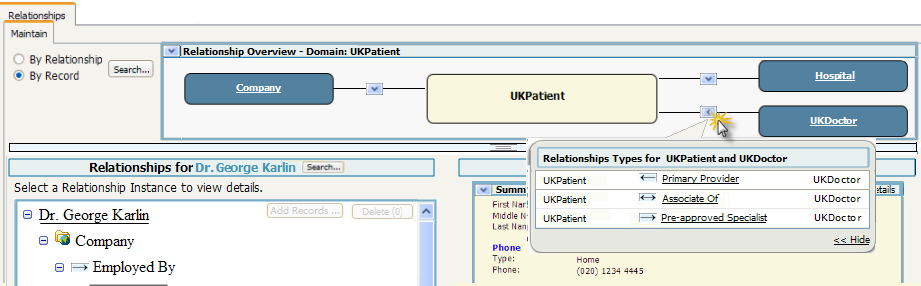 Relationships
Maintain
By Relationship
By Record
Search...
Relationship Overview - Domain: UKPatient
Company
UKPatient
Hospital
UKDoctor
Relationships for Dr. George Karlin
Search...
Select a Relationship Instance to view details.
Dr. George Karlin
Add Records ...
Delete (0)
Company
Employed By
Relationships Types for UKPatient and UKDoctor
UKPatient Primary Provider UKDoctor
UKPatient Associate Of UKDoctor
UKPatient Pre-approved Specialist UKDoctor
<< Hide
Summ
etails
First Nar
Middle N
Last Nan
Phone
Type: Home
Phone: (020) 1234 4445